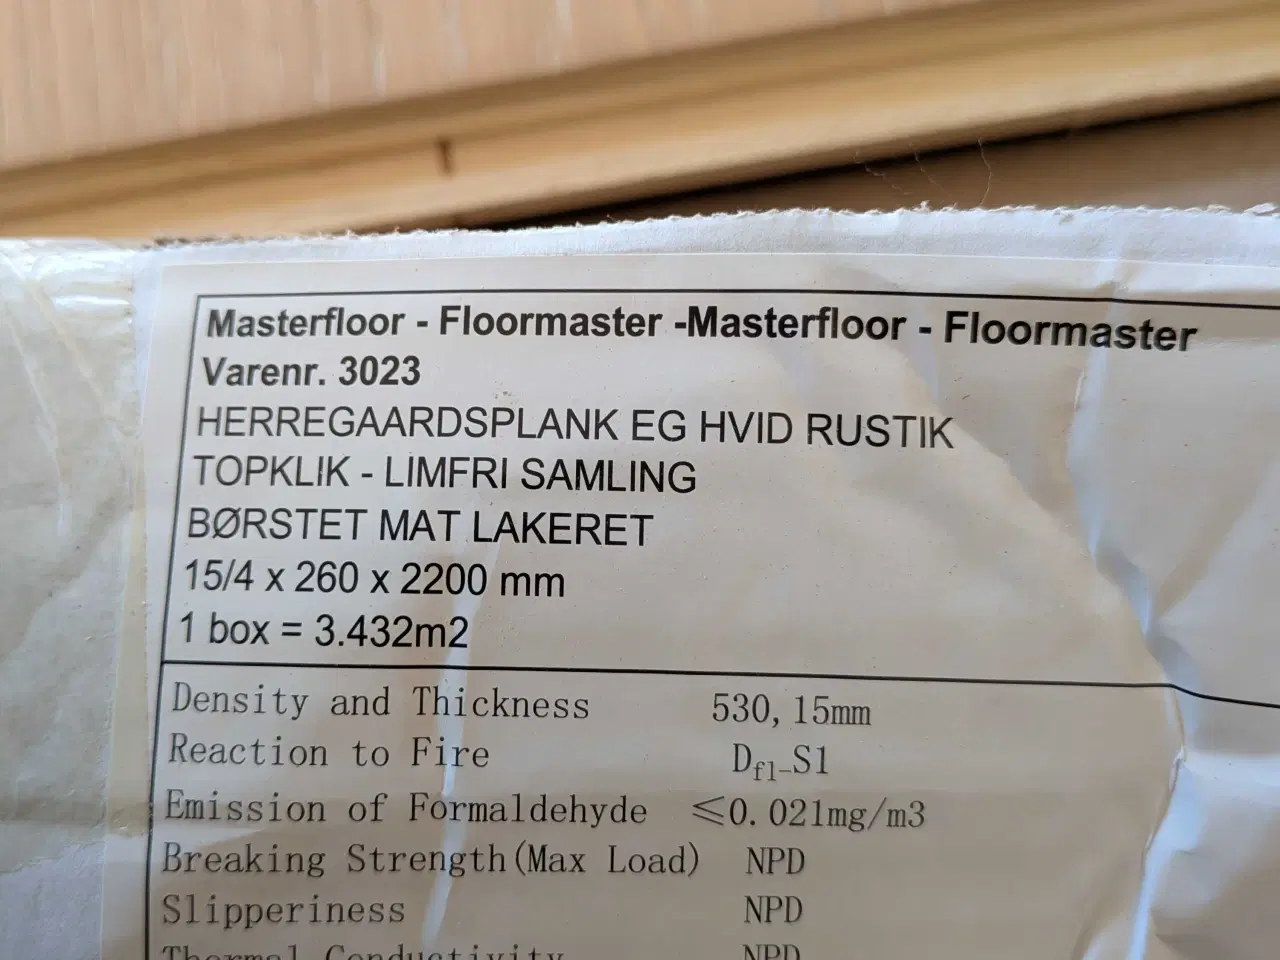 Masterfloor - Floormaster -Masterfloor - Floormaster
Varenr. 3023
HERREGAARDSPLANK EG HVID RUSTIK
TOPKLIK - LIMFRI SAMLING
BØRSTET MAT LAKERET
15/4 x 260 x 2200 mm
1 box = 3.432m2
Density and Thickness 530, 15mm
Reaction to Fire Dfl-S1
Emission of Formaldehyde ≤0.021mg/m3
Breaking Strength(Max Load) NPD
Slipperiness NPD
Thermal Conductivity NPD